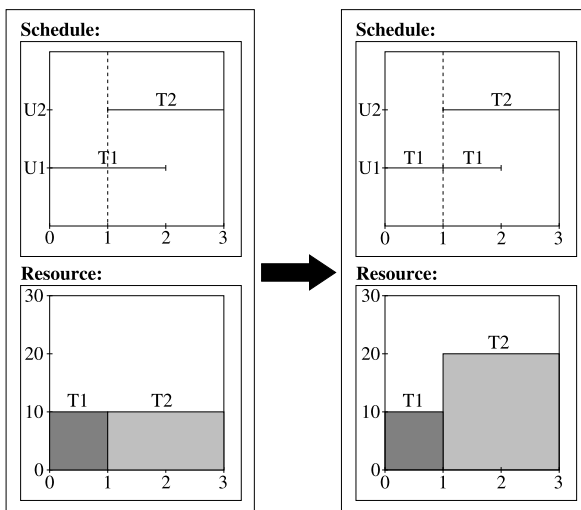 Schedule:
U2
T2
U1
T1
0 1 2 3
Resource:
30
20
10
0
T1 T2
0 1 2 3
Schedule:
U2
T2
U1
T1 T1
0 1 2 3
Resource:
30
20
10
0
T1
T2
0 1 2 3